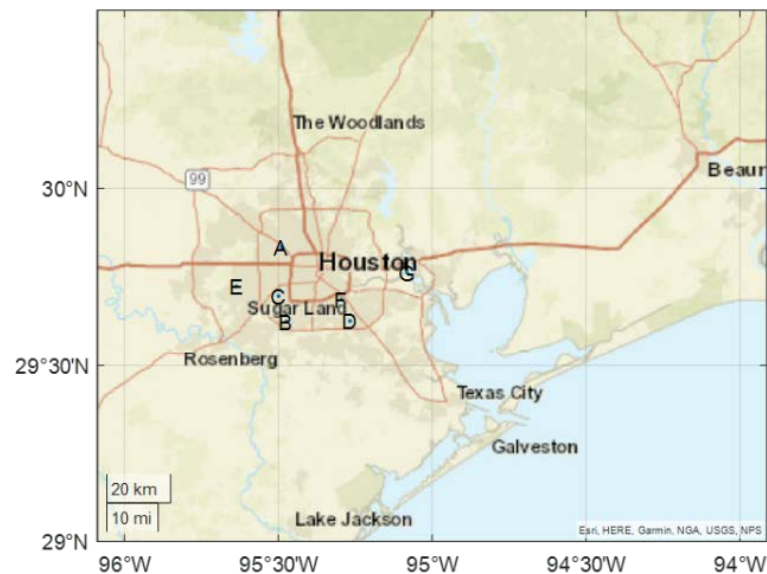 The Woodlands
30°N
99
Beaur
A
Houston
G
E
C
F
Sugar Land
B
D
29°30'N
Rosenberg
Texas City
Galveston
20 km
10 mi
Lake Jackson
Esri, HERE, Garmin, NGA, USGS, NPS
29°N
96°W
95°30'W
95°W
94°30'W
94°W